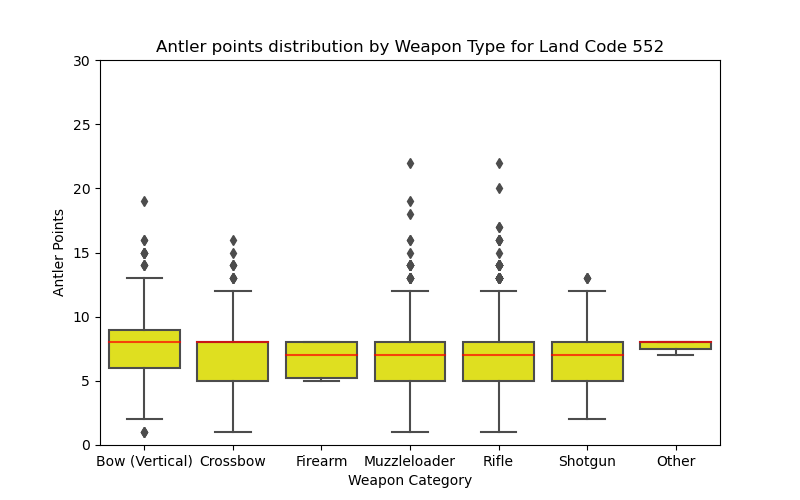 Antler points distribution by Weapon Type for Land Code 552
30
25
20
15
10
5
0
Antler Points
Bow (Vertical) Crossbow Firearm Muzzleloader Rifle Shotgun Other
Weapon Category